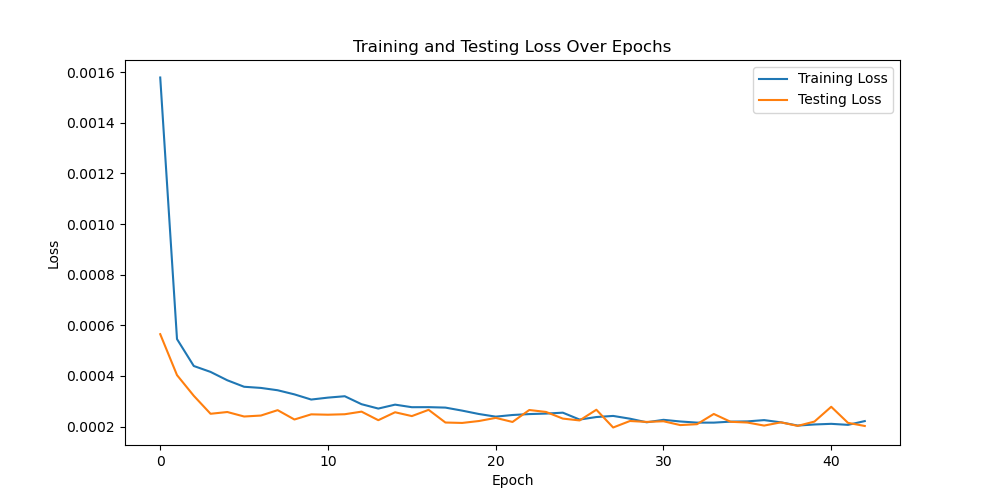 Training and Testing Loss Over Epochs
0.0016
0.0014
0.0012
0.0010
0.0008
0.0006
0.0004
0.0002
Loss
Training Loss
Testing Loss
0 10 20 30 40
Epoch